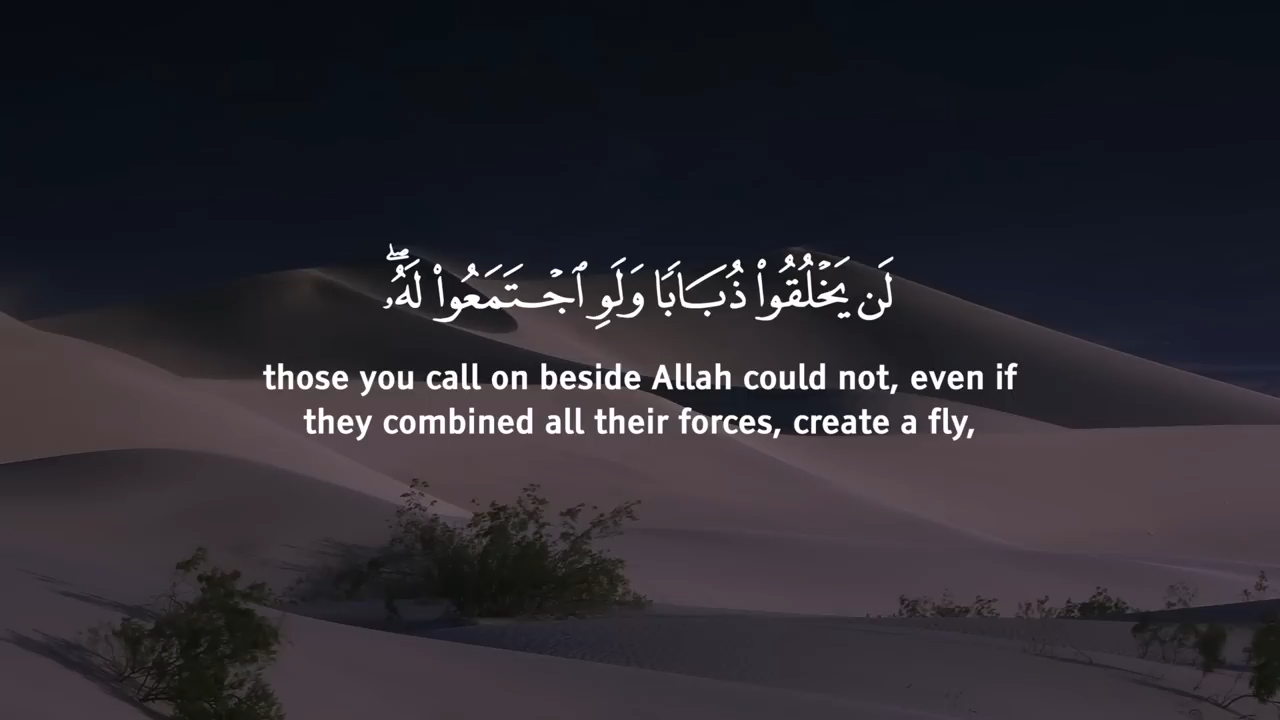 لَن يَخْلُقُوا۟ ذُبَابًا وَلَوِ ٱجْتَمَعُوا۟ لَهُۥ ۖ
those you call on beside Allah could not, even if
they combined all their forces, create a fly,